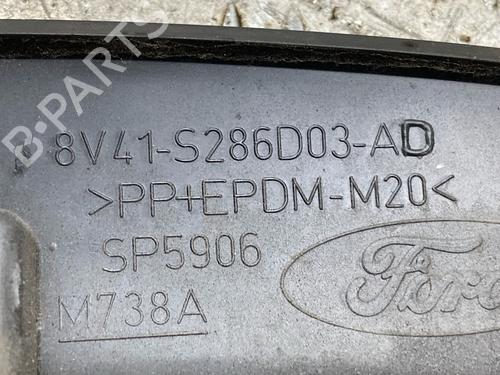 B-PARTS
8V41-S286D03-AD
>PP+EPDM-M20<
SP5906
Ford
M738A